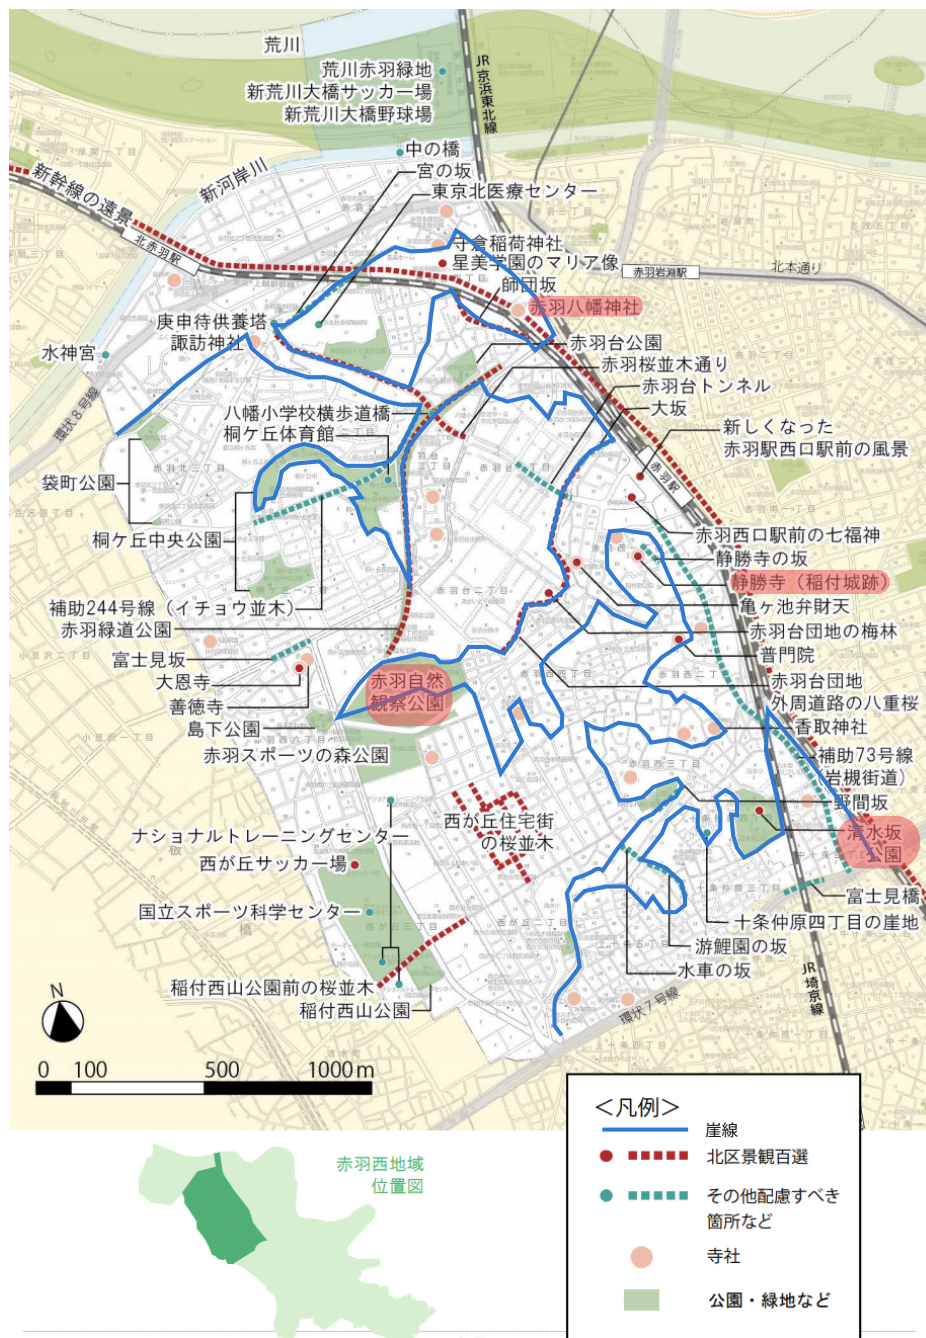 荒川
荒川赤羽緑地
新荒川大橋サッカー場
新荒川大橋野球場
JR京浜東北線
中の橋
宮の坂
東京北医療センター
新河岸川
新幹線の遠景
北赤羽駅
守倉稲荷神社
星美学園のマリア像
師団坂
赤羽岩淵駅
北本通り
赤羽八幡神社
庚申待供養塔
諏訪神社
水神宮
環状8号線
赤羽台公園
赤羽桜並木通り
赤羽台トンネル
大坂
八幡小学校横歩道橋
桐ケ丘体育館
新しくなった
赤羽駅西口駅前の風景
赤羽駅
袋町公園
桐ケ丘中央公園
赤羽西口駅前の七福神
静勝寺の坂
静勝寺（稲付城跡）
亀ヶ池弁財天
補助244号線（イチョウ並木）
赤羽緑道公園
赤羽台団地の梅林
普門院
富士見坂
大恩寺
善徳寺
島下公園
赤羽自然
観察公園
赤羽台団地
外周道路の八重桜
香取神社
赤羽スポーツの森公園
補助73号線
（岩槻街道）
野間坂
西が丘住宅街
の桜並木
ナショナルトレーニングセンター
西が丘サッカー場
清水坂
公園
富士見橋
国立スポーツ科学センター
十条仲原四丁目の崖地
游鯉園の坂
水車の坂
稲付西山公園前の桜並木
稲付西山公園
環状7号線
JR埼京線
N
0 100 500 1000m
＜凡例＞
崖線
北区景観百選
その他配慮すべき
箇所など
寺社
公園・緑地など
赤羽西地域
位置図